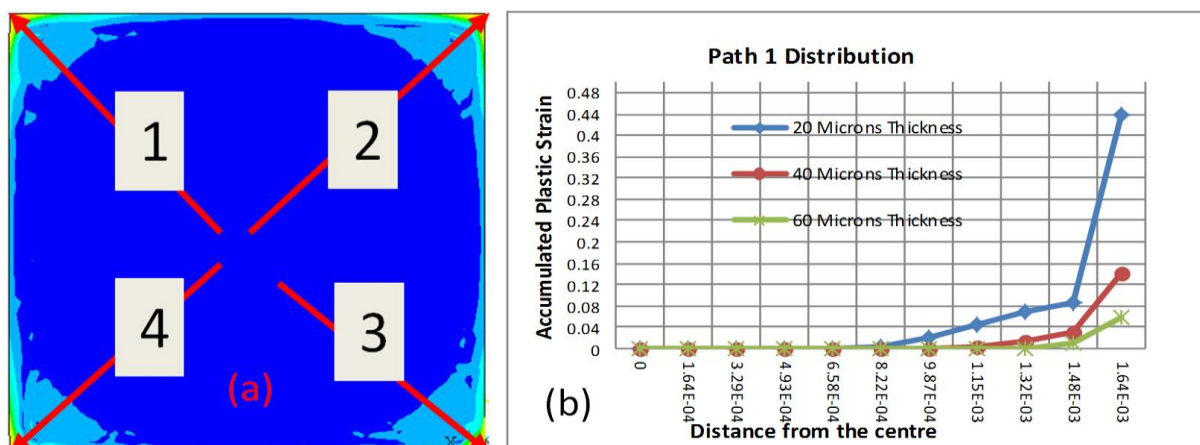 1
2
4
3
(a)
Path 1 Distribution
Accumulated Plastic Strain
0.48
0.44
0.4
0.36
0.32
0.28
0.24
0.2
0.16
0.12
0.08
0.04
0
20 Microns Thickness
40 Microns Thickness
60 Microns Thickness
0
1.64E-04
3.29E-04
4.93E-04
6.58E-04
8.22E-04
9.87E-04
1.15E-03
1.32E-03
1.48E-03
1.64E-03
Distance from the centre
(b)